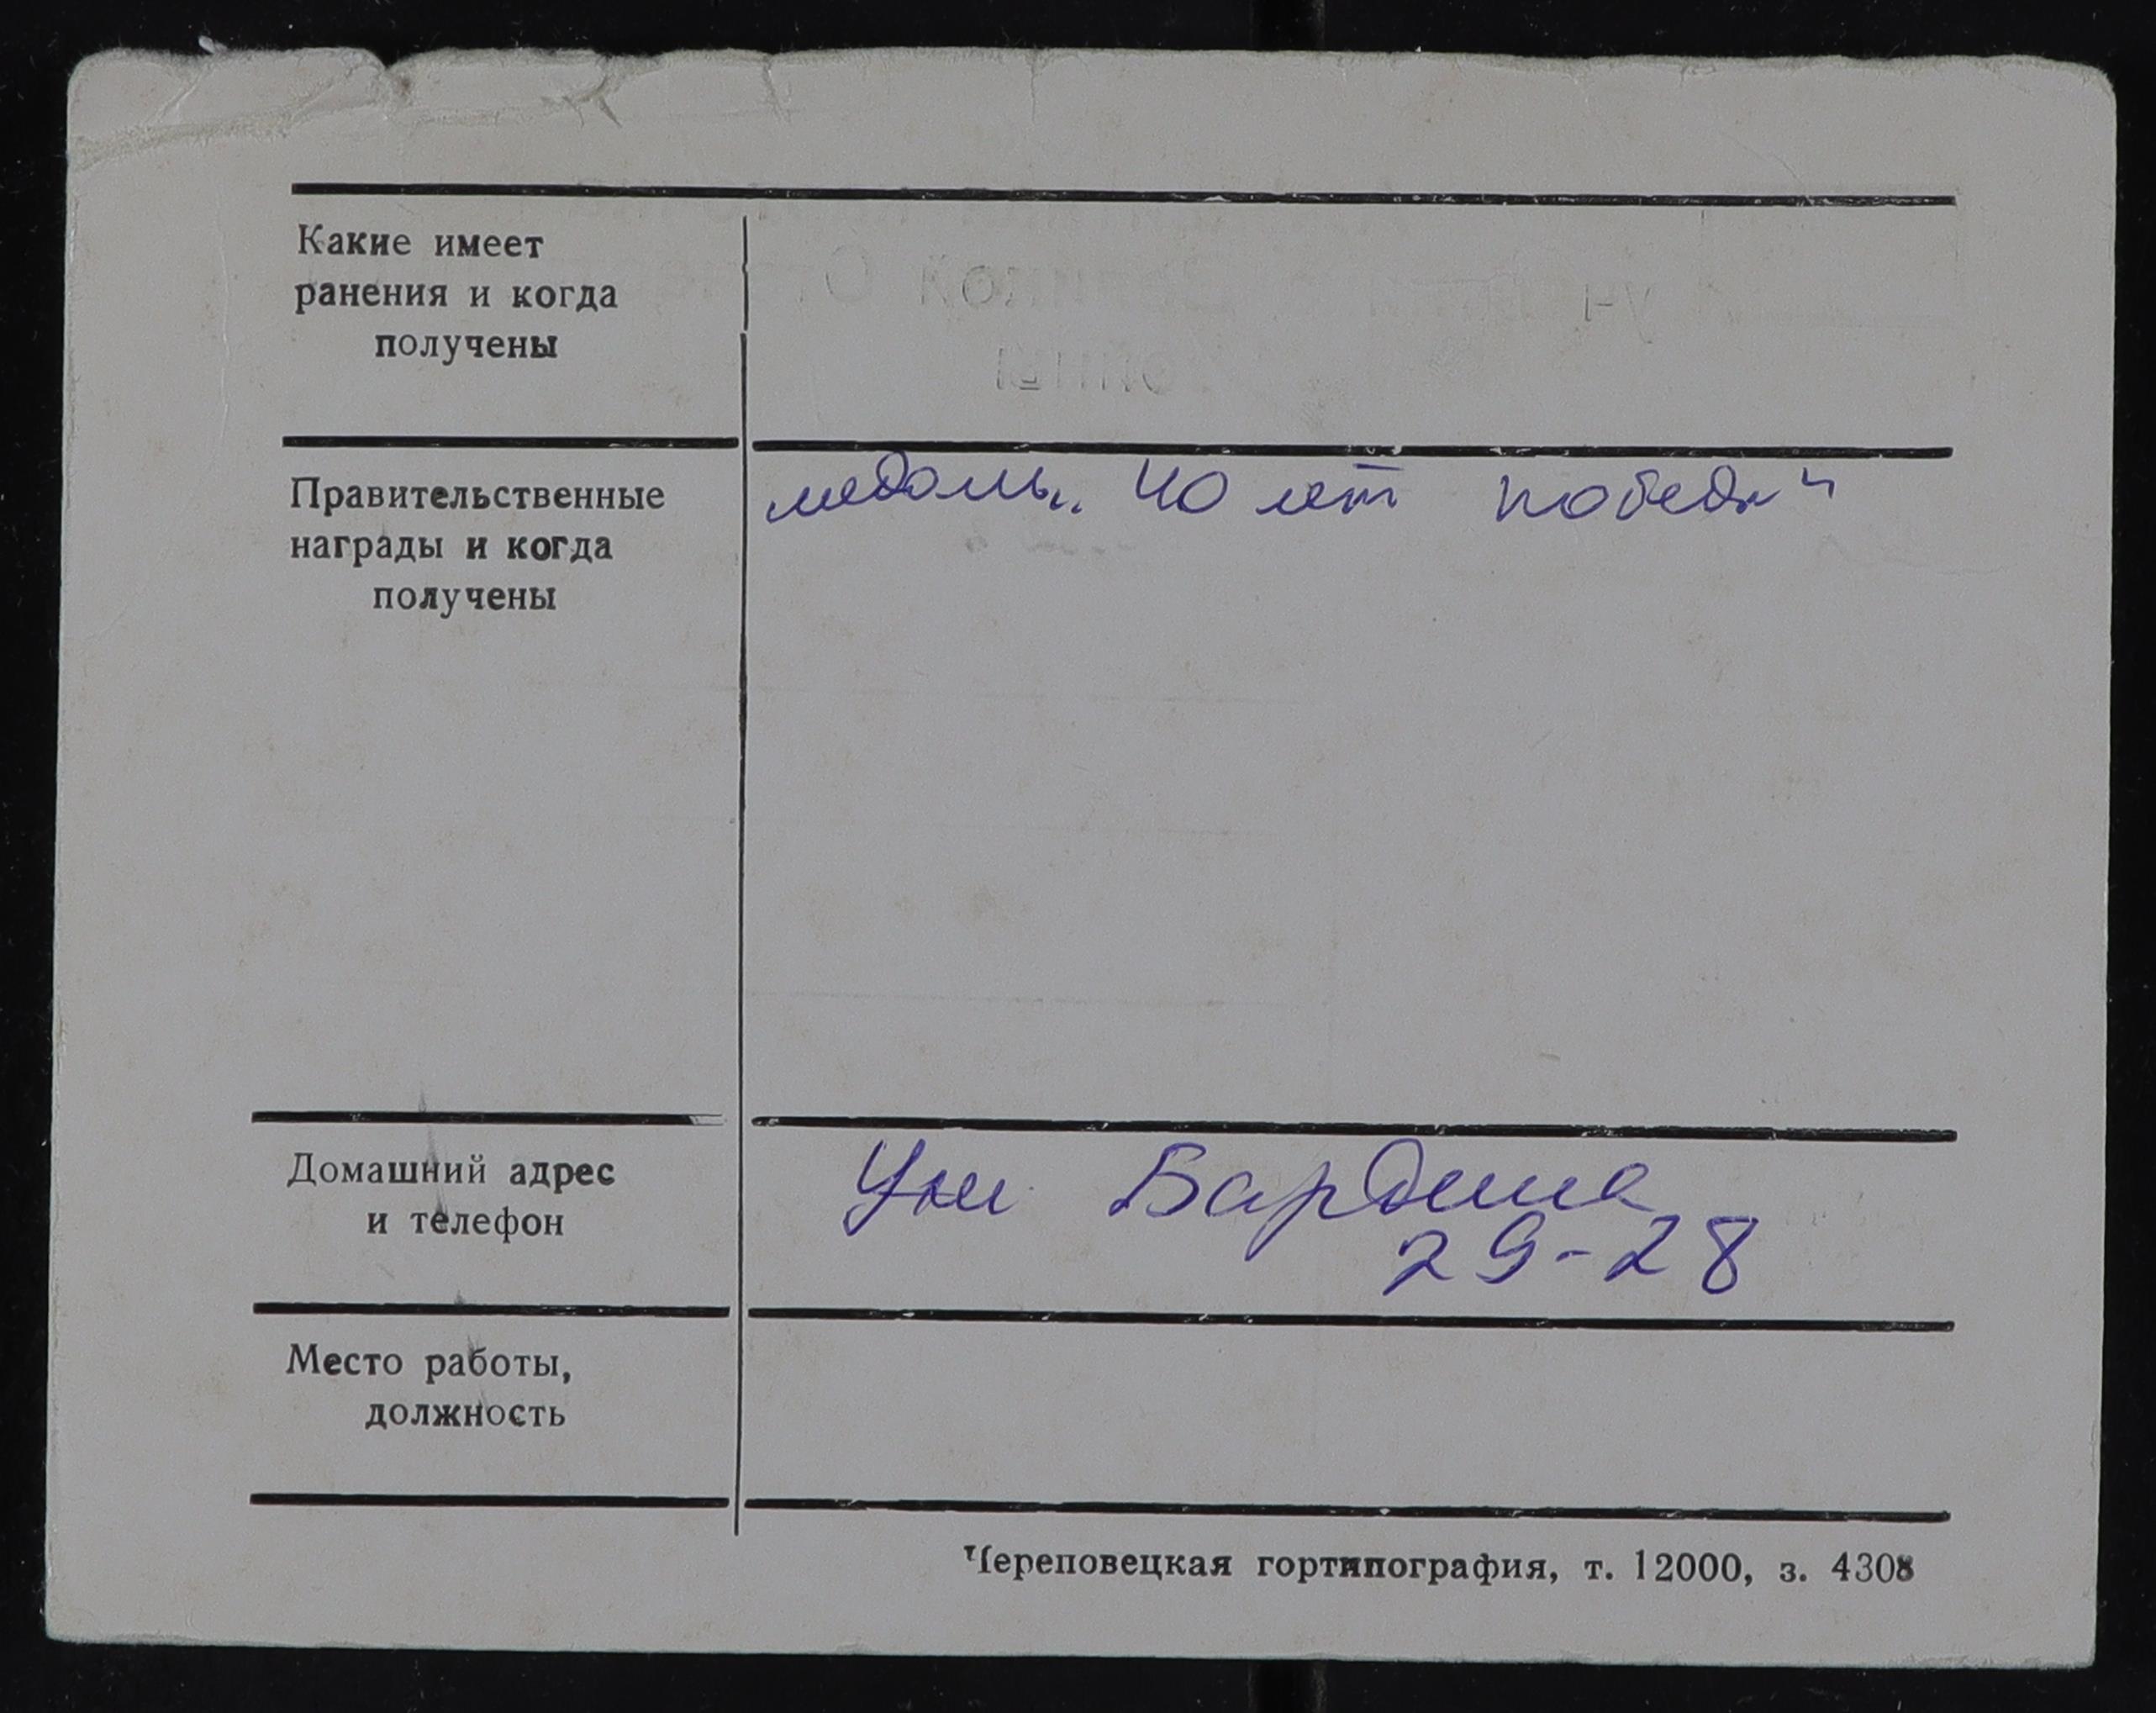 Какие имеет
ранения и когда
получены
Правительственные
награды и когда
получены
медаль „40 лет победы"
Домашний адрес
и телефон
Бардина
29-28
Место работы,
должность
Череповецкая гортипография, т. 12000, з. 4308